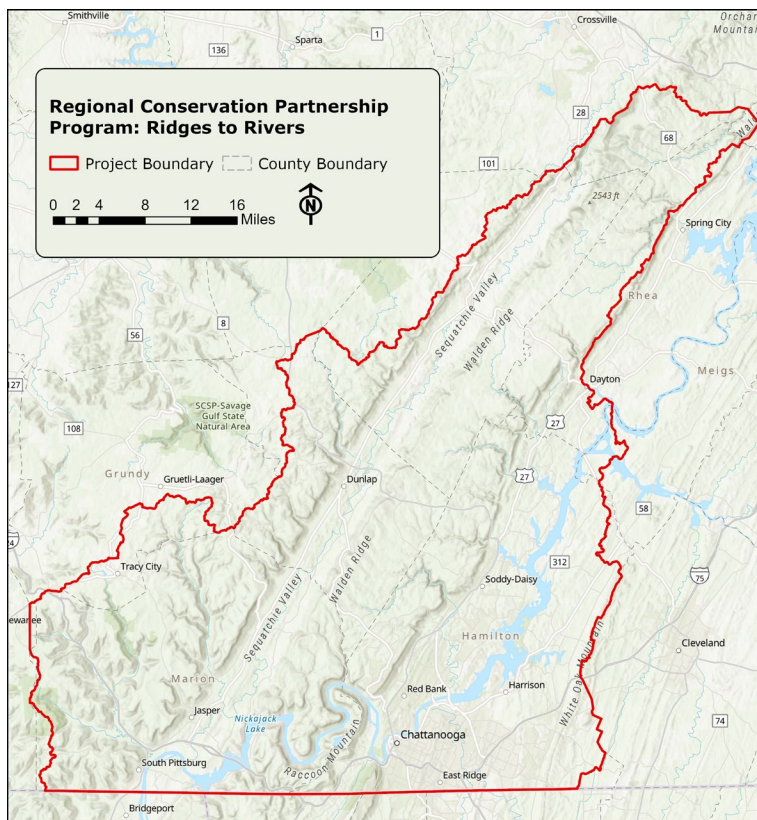 Smithville
136
Sparta
1
Crossville
Orchar
Mountai
Regional Conservation Partnership
Program: Ridges to Rivers
Project Boundary
County Boundary
0 2 4 8 12 16
Miles
N
28
68
101
2543 ft
Spring City
Rhea
Sequatchie Valley
Walden Ridge
8
56
Meigs
127
Dayton
SCSP-Savage
Gulf State
Natural Area
108
27
Grundy
Gruetli-Laager
Dunlap
27
58
24
Walden Ridge
312
Tracy City
75
Soddy-Daisy
Sequatchie Valley
ewanee
Hamilton
Cleveland
Marion
Red Bank
Harrison
White Oak Mountain
Jasper
Nickajack
Lake
74
Chattanooga
Raccoon Mountain
South Pittsburg
East Ridge
Bridgeport